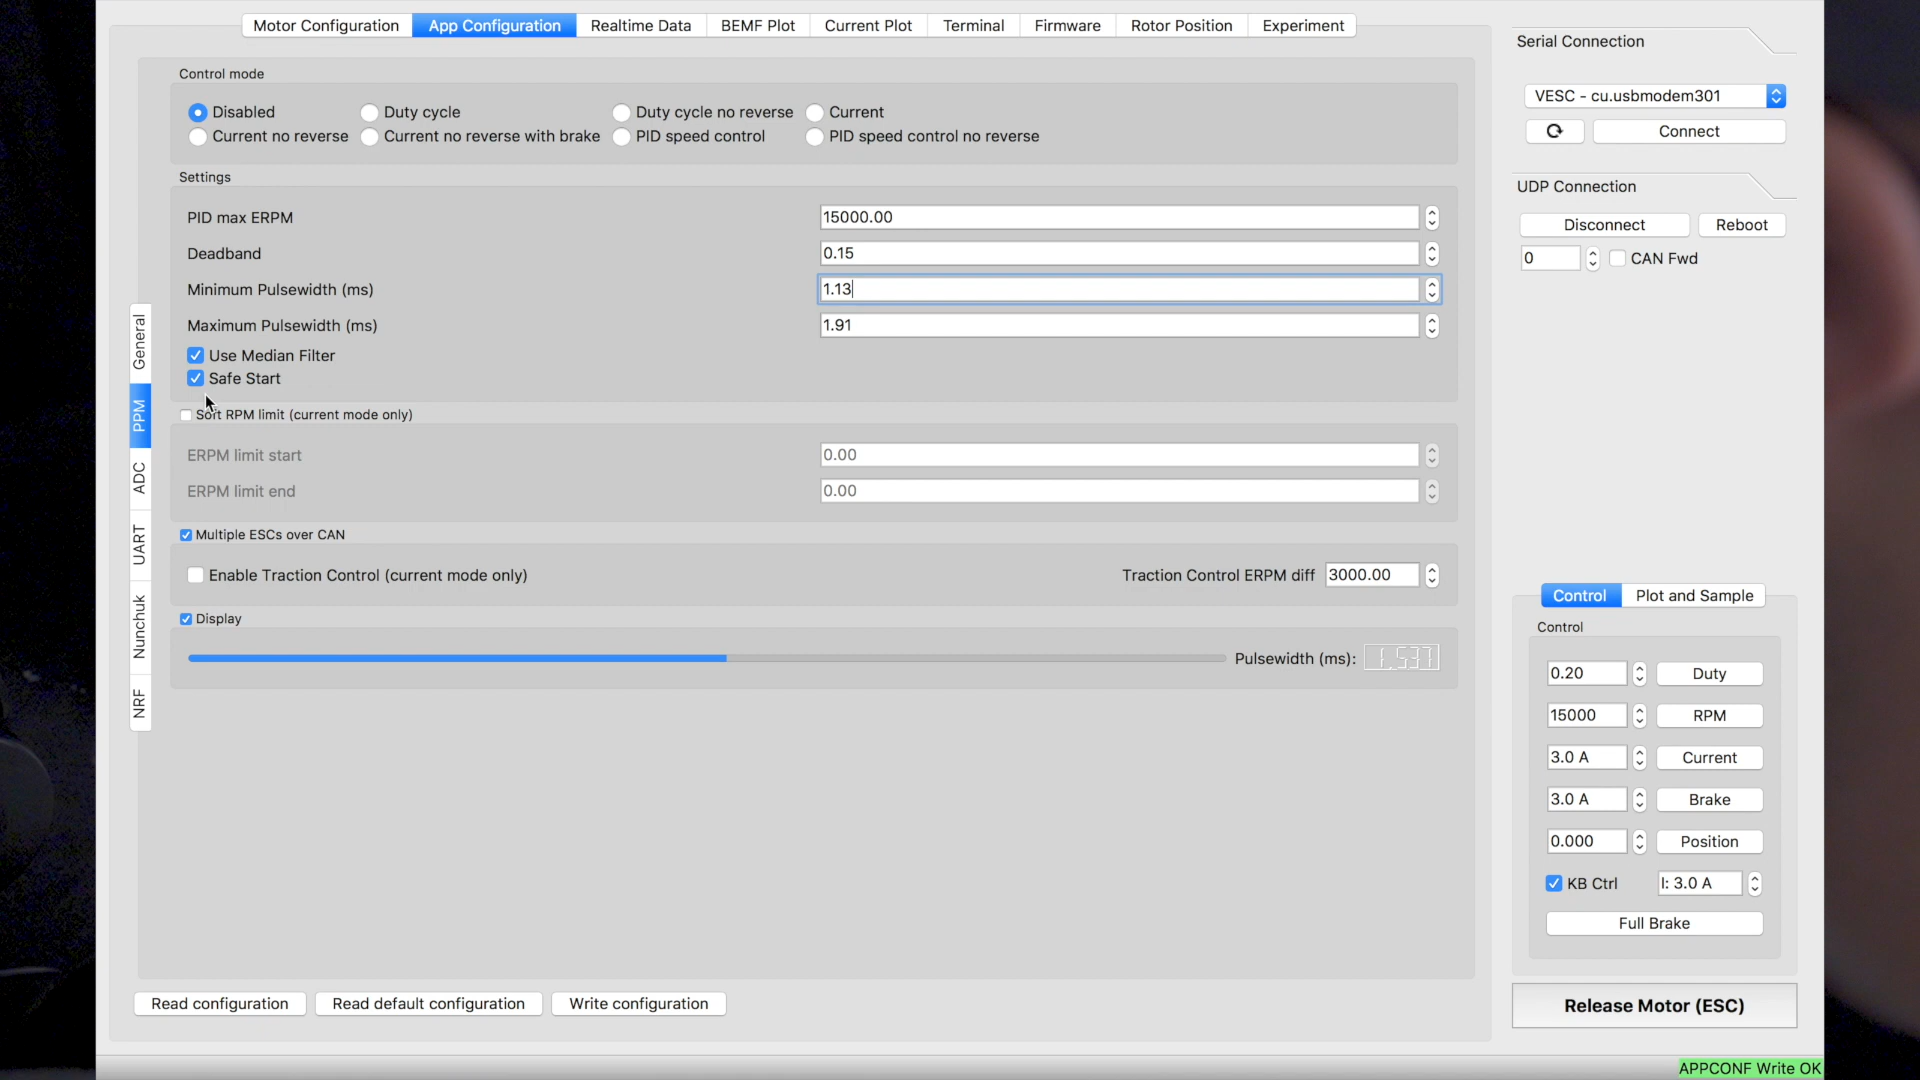 Motor Configuration App Configuration Realtime Data BEMF Plot Current Plot Terminal Firmware Rotor Position Experiment
Control mode
Disabled Duty cycle Duty cycle no reverse Current
Current no reverse Current no reverse with brake PID speed control PID speed control no reverse
Settings
PID max ERPM 15000.00
Deadband 0.15
Minimum Pulsewidth (ms) 1.13
Maximum Pulsewidth (ms) 1.91
Use Median Filter
Safe Start
Soft RPM limit (current mode only)
ERPM limit start 0.00
ERPM limit end 0.00
Multiple ESCs over CAN
Enable Traction Control (current mode only) Traction Control ERPM diff 3000.00
Display
Pulsewidth (ms): 1.537
General
PPM
ADC
UART
Nunchuk
NRF
Read configuration Read default configuration Write configuration
Serial Connection
VESC - cu.usbmodem301
Connect
UDP Connection
Disconnect Reboot
0 CAN Fwd
Control Plot and Sample
Control
0.20 Duty
15000 RPM
3.0 A Current
3.0 A Brake
0.000 Position
KB Ctrl I: 3.0 A
Full Brake
Release Motor (ESC)
APPCONF Write OK